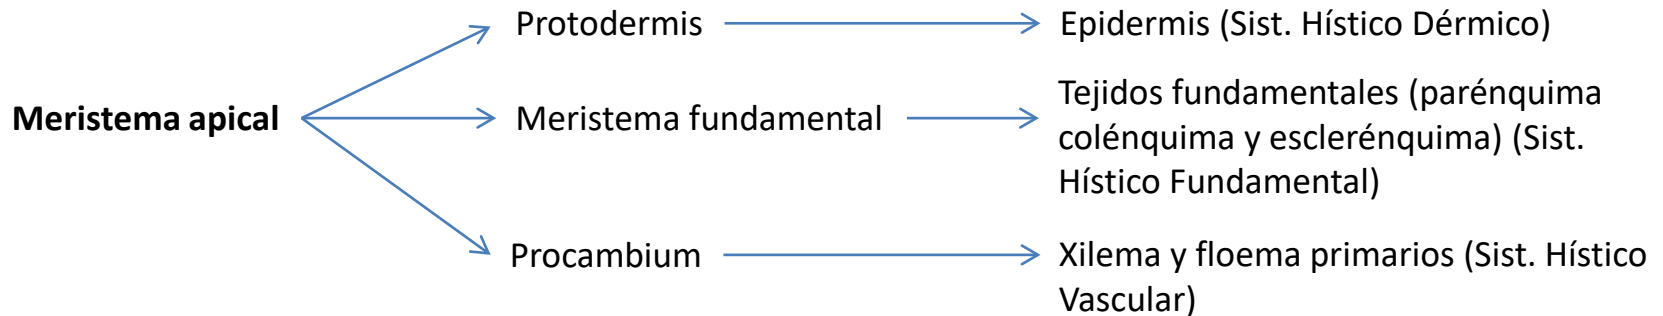 Protodermis
Epidermis (Sist. Hístico Dérmico)
Meristema apical
Meristema fundamental
Tejidos fundamentales (parénquima
colénquima y esclerénquima) (Sist.
Hístico Fundamental)
Procambium
Xilema y floema primarios (Sist. Hístico
Vascular)